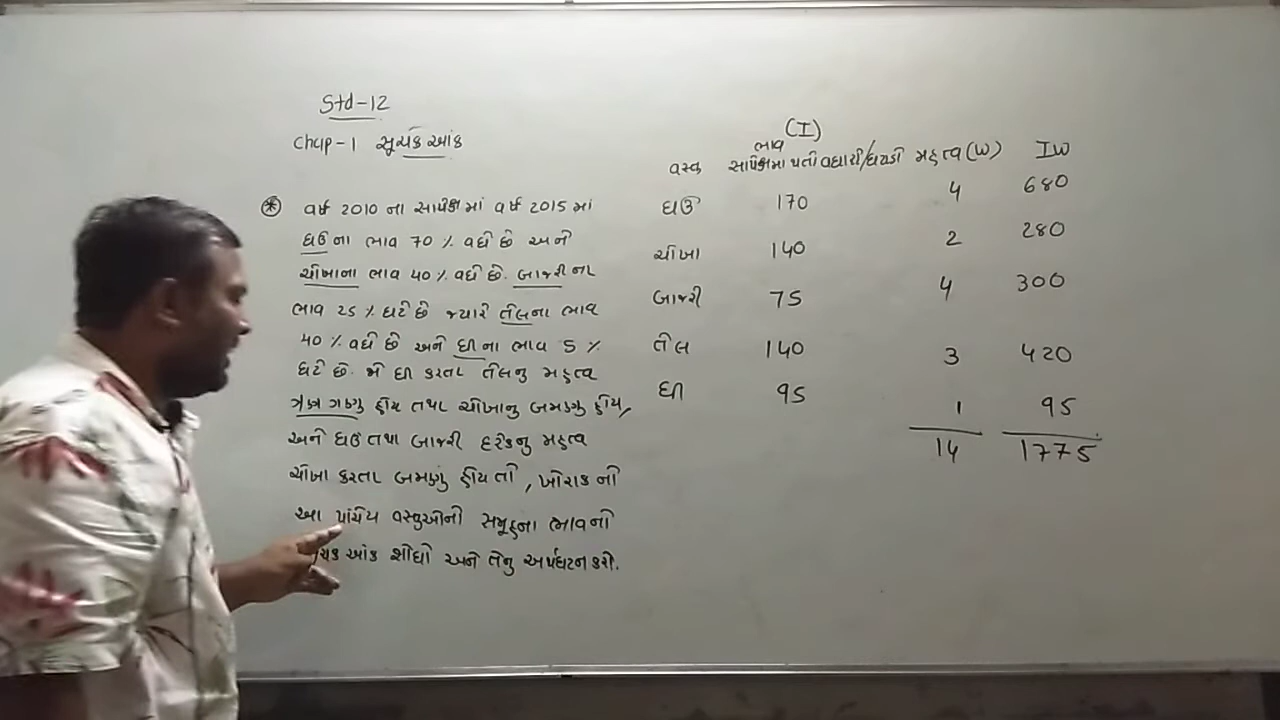 Std-12
Chap-1 સૂચક આંક
વર્ષ 2010 ના સાપેક્ષમાં વર્ષ 2015 માં
ઘઉંના ભાવ 70 % વધે છે અને
ચોખાના ભાવ 40 % વધે છે. બાજરીના
ભાવ 25 % ઘટે છે જ્યારે તેલના ભાવ
40 % વધે છે અને ઘીના ભાવ 5 %
ઘટે છે. જો ઘી કરતા તેલનુ મહત્વ
ત્રણ ગણુ હોય તથા ચોખાનુ બમણુ હોય,
અને ઘઉં તથા બાજરી દરેકનુ મહત્વ
ચોખા કરતા બમણું હોય તો, ખોરાકની
આ પાંચેય વસ્તુઓની સમૂહના ભાવનો
ચક આંક શોધો અને તેનુ અર્થઘટન કરો.
(I)
ભાવ
વસ્તુ સાપેક્ષમા થતો વધારો/ઘટાડો મહત્વ (W) IW
ઘઉં 170 4 680
ચોખા 140 2 280
બાજરી 75 4 300
તેલ 140 3 420
ઘી 95 1 95
14 1775